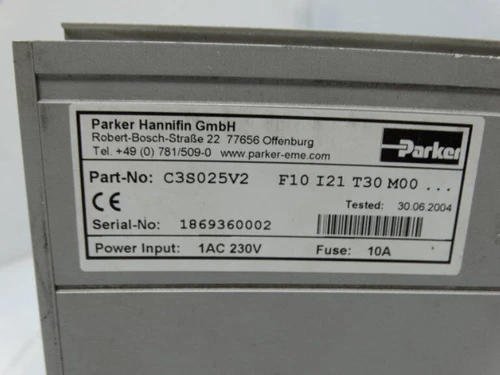 Parker Hannifin GmbH
Robert-Bosch-Straße 22 77656 Offenburg
Tel. +49 (0) 781/509-0 www.parker-eme.com
Parker
Part-No: C3S025V2 F10 I21 T30 M00 ...
CE
Tested: 30.06.2004
Serial-No: 1869360002
Power Input: 1AC 230V Fuse: 10A